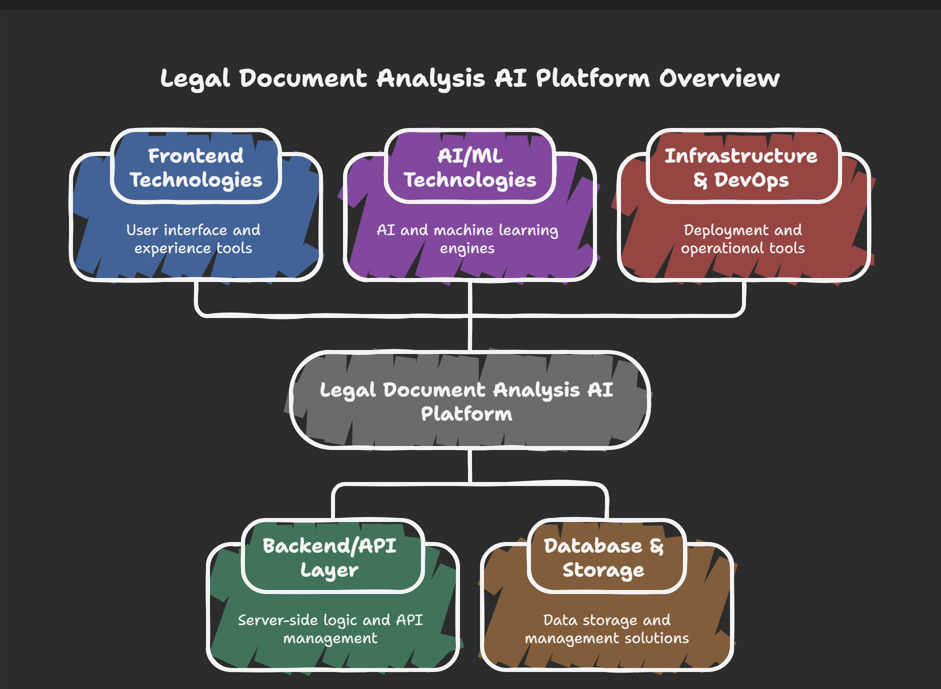 Legal Document Analysis AI Platform Overview
Frontend
Technologies
User interface and
experience tools
AI/ML
Technologies
AI and machine learning
engines
Infrastructure
& DevOps
Deployment and
operational tools
Legal Document Analysis AI
Platform
Backend/API
Layer
Server-side logic and API
management
Database &
Storage
Data storage and
management solutions